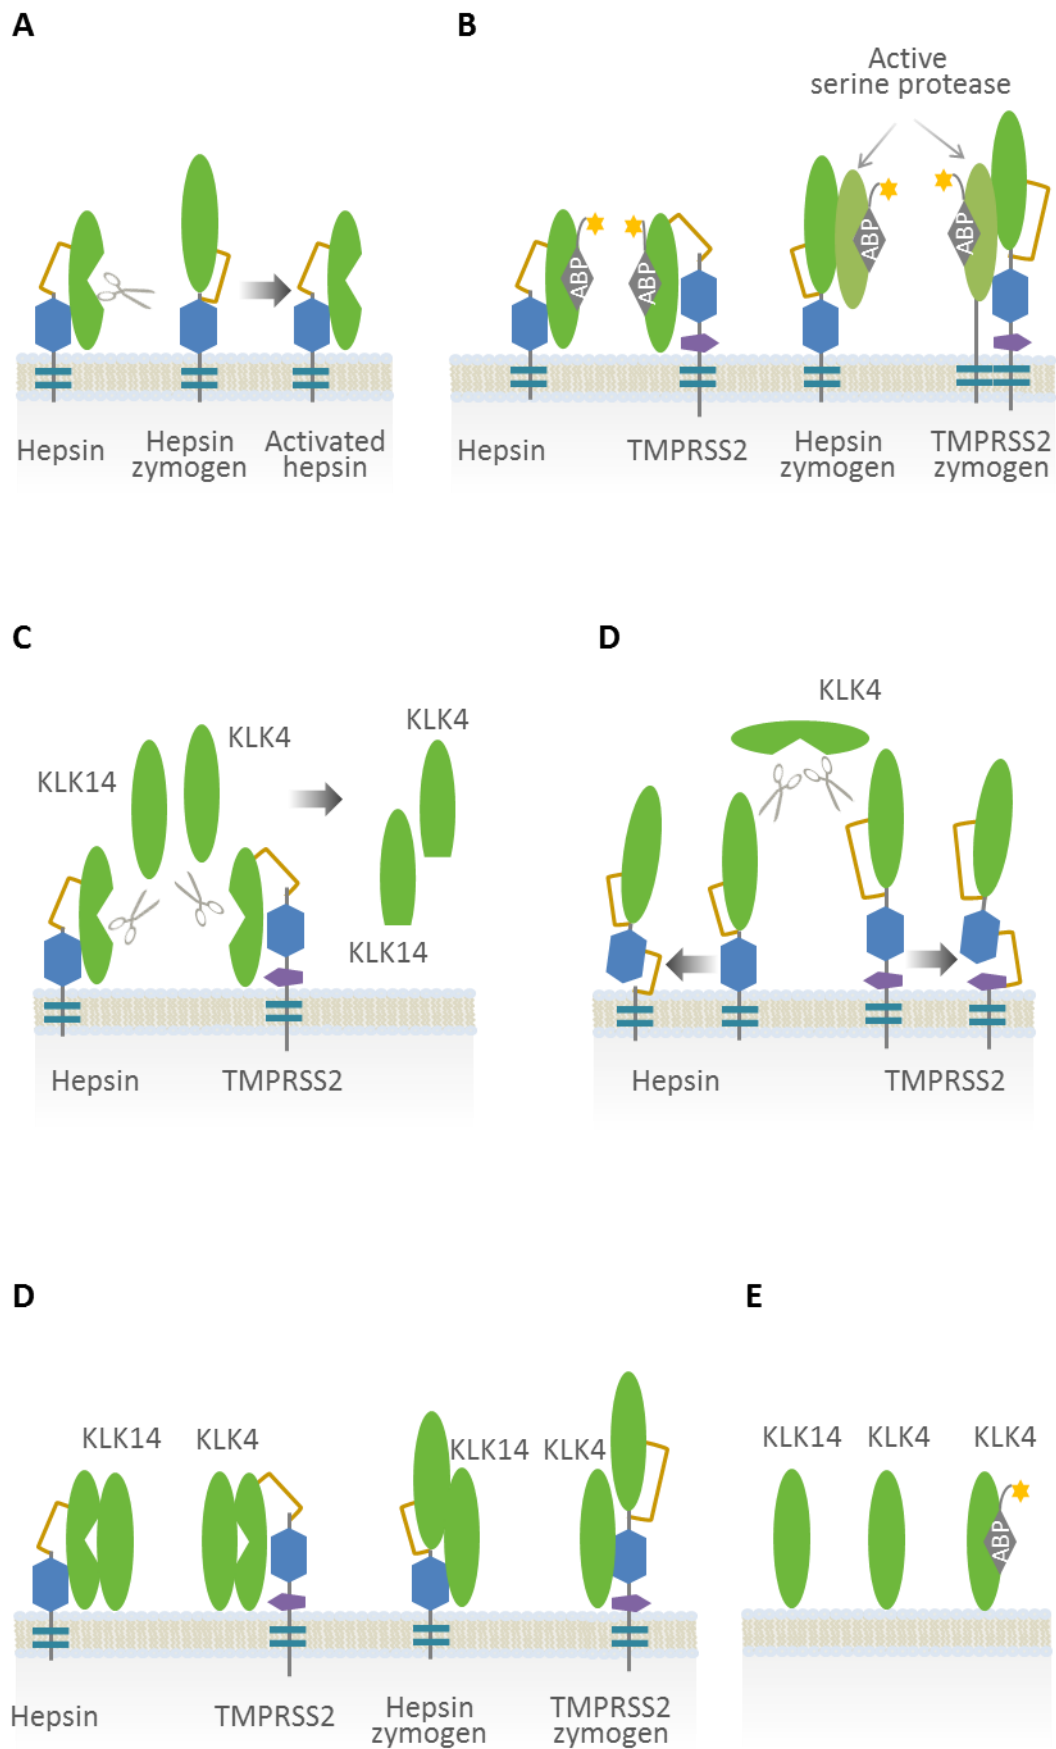 A
B
Active
serine protease
ABP
ABP
ABP
ABP
Hepsin
Hepsin
zymogen
Activated
hepsin
Hepsin
TMPRSS2
Hepsin
zymogen
TMPRSS2
zymogen
C
D
KLK14
KLK4
KLK4
KLK14
Hepsin
TMPRSS2
KLK4
Hepsin
TMPRSS2
D
E
KLK14
KLK4
KLK14
KLK4
KLK14
KLK4
KLK4
ABP
Hepsin
TMPRSS2
Hepsin
zymogen
TMPRSS2
zymogen